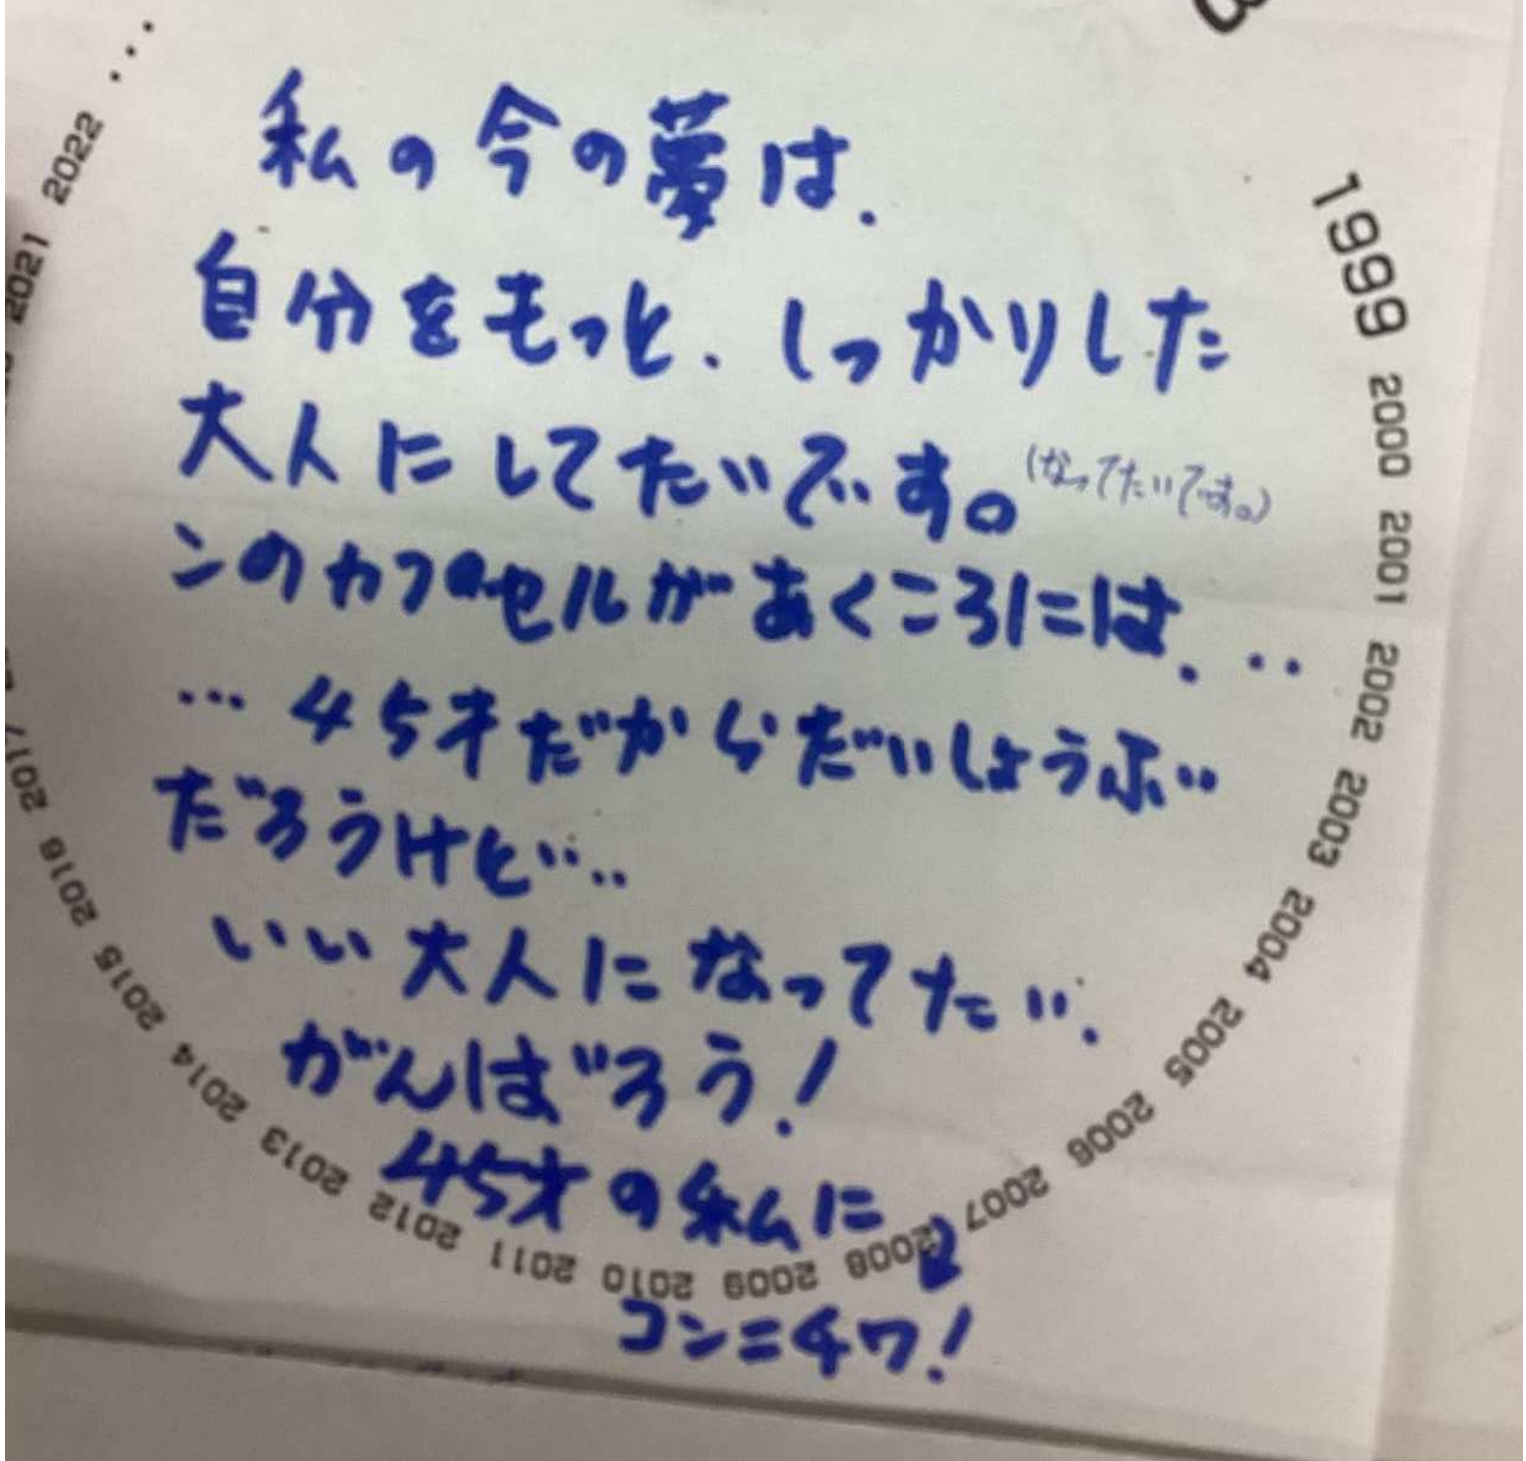 私の今の夢は.
自分をもっと、しっかりした
大人にしてたいです。(なってたいです。)
このカプセルがあくころには...
...45才だからだいじょうぶ
だろうけど...
いい大人になってたい.
がんばろう!
45才の私に
コンニチワ!
1999 2000 2001 2002 2003 2004 2005 2006 2007 2008 2009 2010 2011 2012 2013 2014 2015 2016 2017
2021 2022 ...